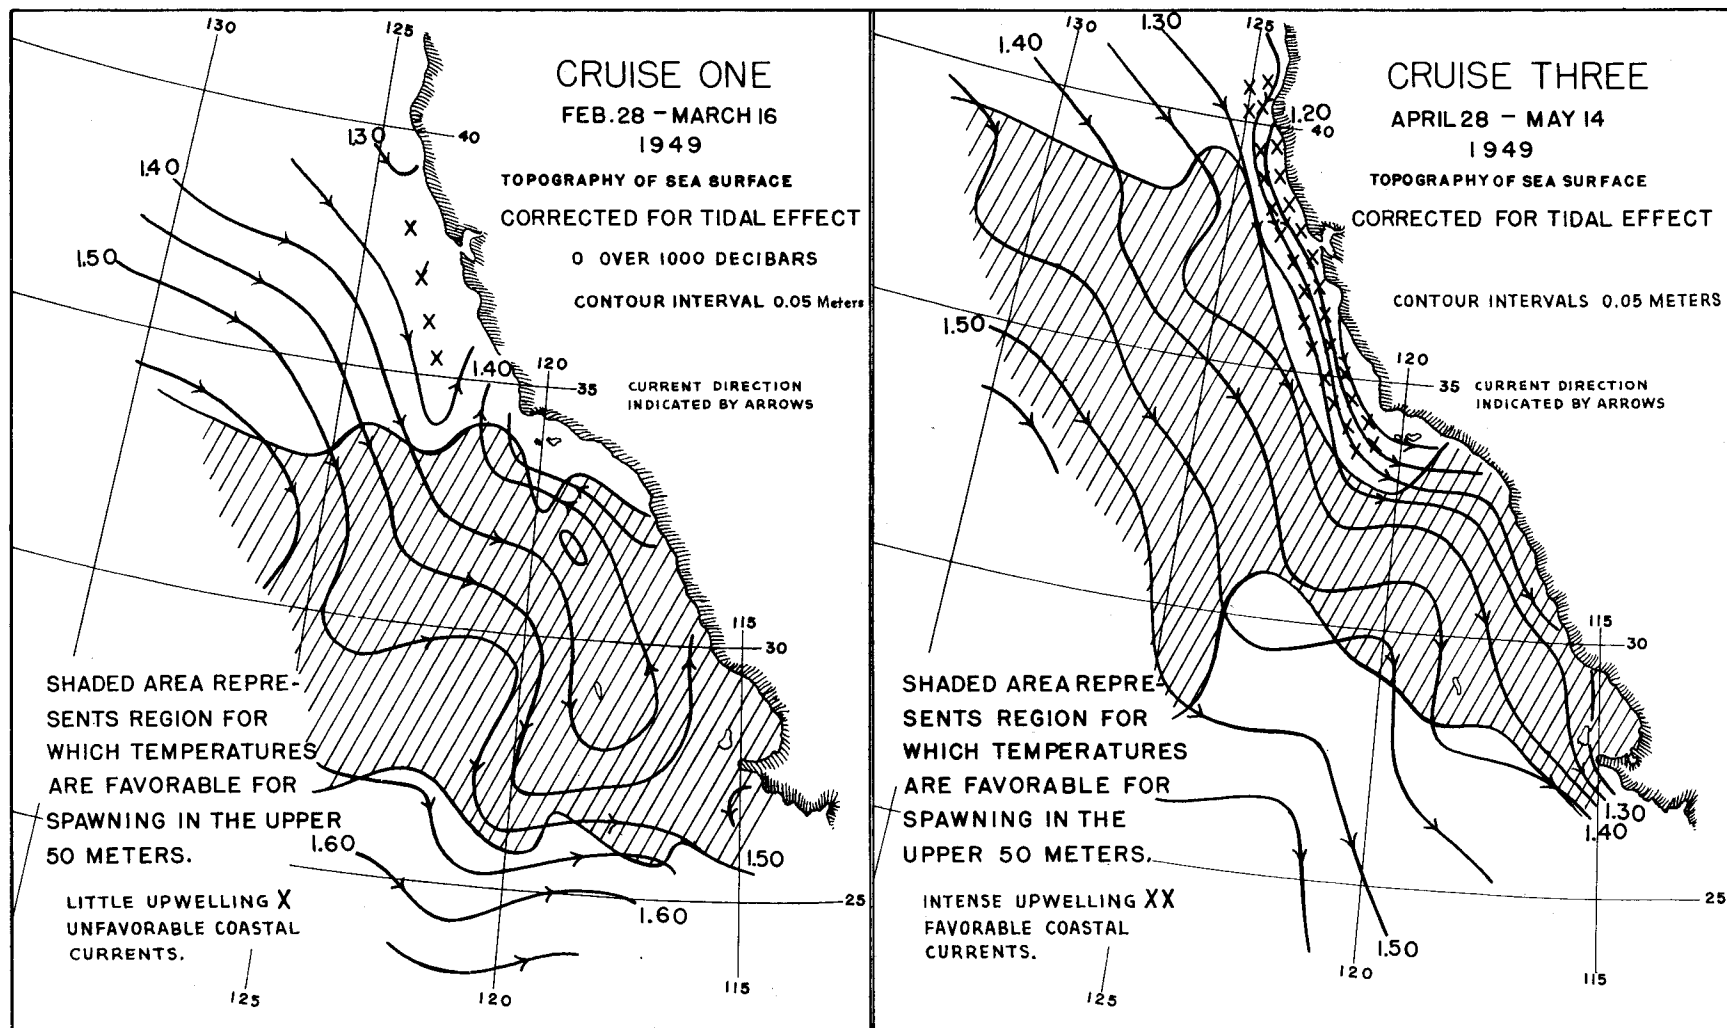 130
125
CRUISE ONE
FEB. 28 - MARCH 16
1949
TOPOGRAPHY OF SEA SURFACE
CORRECTED FOR TIDAL EFFECT
0 OVER 1000 DECIBARS
CONTOUR INTERVAL 0.05 Meters
40
1.30
1.40
1.50
1.40
120
35
CURRENT DIRECTION
INDICATED BY ARROWS
115
30
SHADED AREA REPRE-
SENTS REGION FOR
WHICH TEMPERATURES
ARE FAVORABLE FOR
SPAWNING IN THE UPPER
50 METERS.
1.60
1.50
1.60
25
LITTLE UPWELLING X
UNFAVORABLE COASTAL
CURRENTS.
125
120
115
1.40
130
1.30
125
CRUISE THREE
APRIL 28 - MAY 14
1949
TOPOGRAPHY OF SEA SURFACE
CORRECTED FOR TIDAL EFFECT
CONTOUR INTERVALS 0.05 METERS
1.20
40
1.50
120
35
CURRENT DIRECTION
INDICATED BY ARROWS
115
30
SHADED AREA REPRE-
SENTS REGION FOR
WHICH TEMPERATURES
ARE FAVORABLE FOR
SPAWNING IN THE
UPPER 50 METERS.
1.30
1.40
25
INTENSE UPWELLING XX
FAVORABLE COASTAL
CURRENTS.
1.50
125
120
115